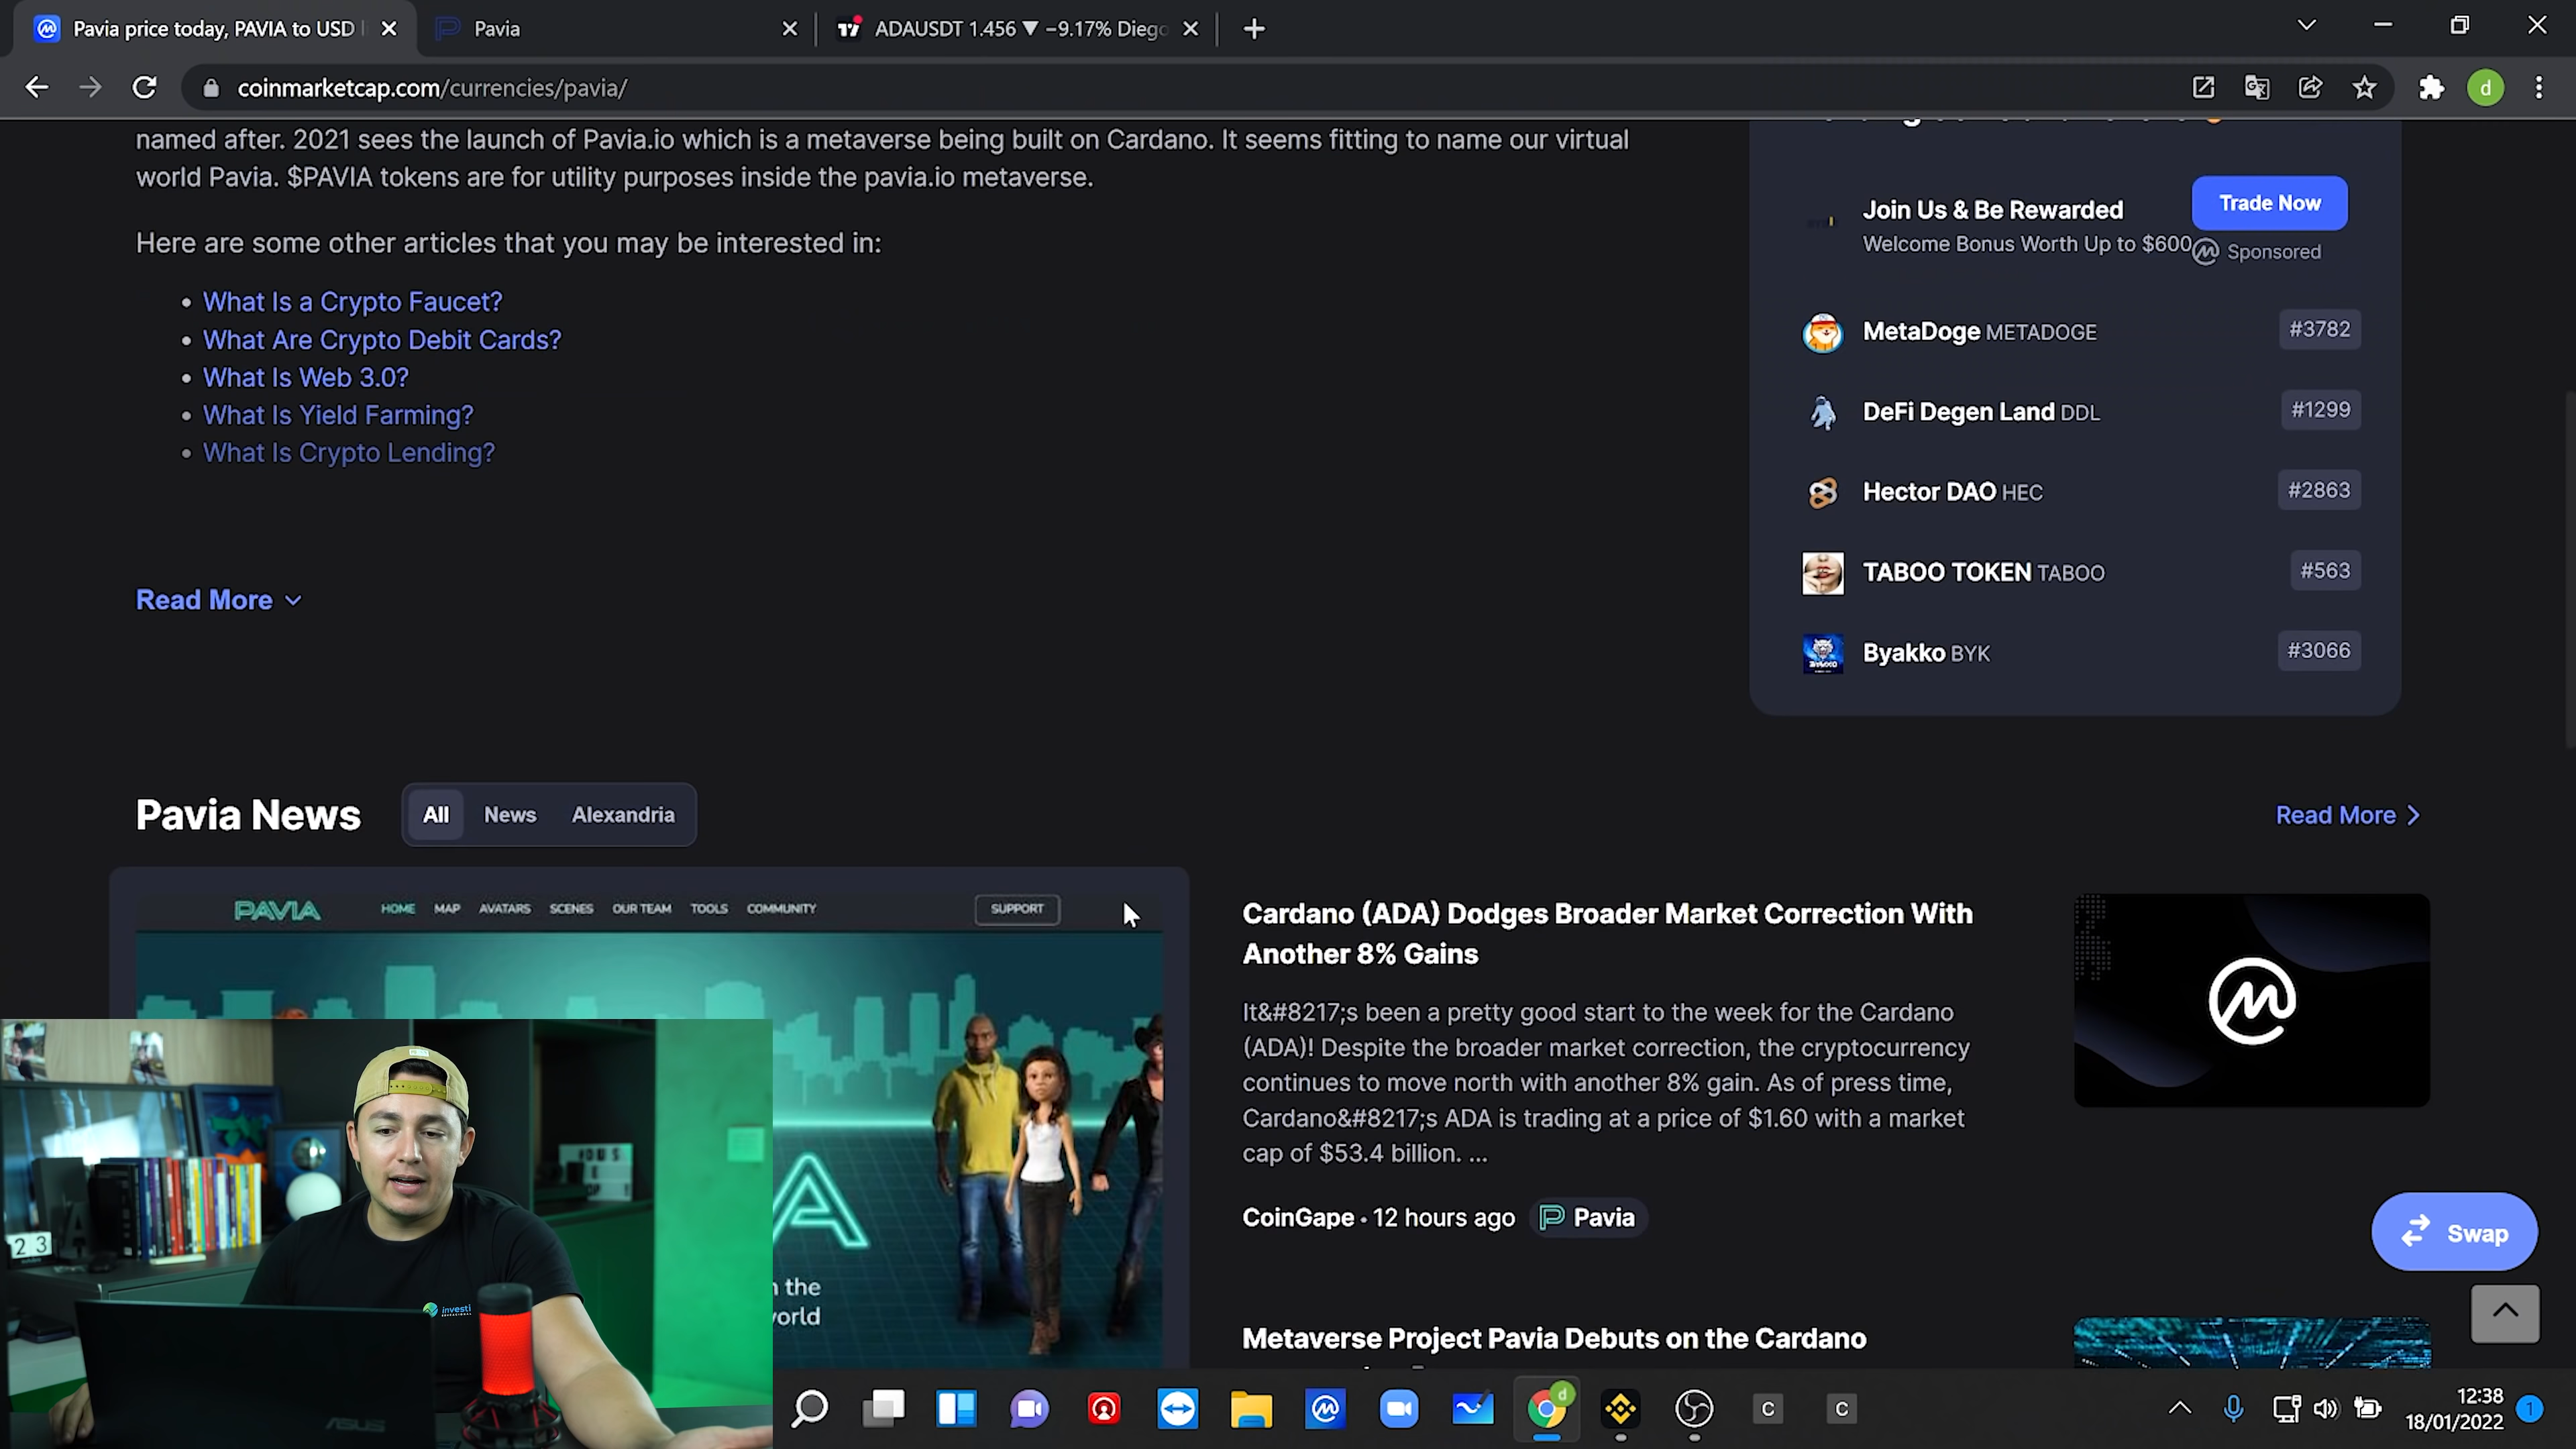 Pavia price today, PAVIA to USD
Pavia
ADAUSDT 1.456 ▼ −9.17% Diego
coinmarketcap.com/currencies/pavia/
d
named after. 2021 sees the launch of Pavia.io which is a metaverse being built on Cardano. It seems fitting to name our virtual
world Pavia. $PAVIA tokens are for utility purposes inside the pavia.io metaverse.
Here are some other articles that you may be interested in:
• What Is a Crypto Faucet?
• What Are Crypto Debit Cards?
• What Is Web 3.0?
• What Is Yield Farming?
• What Is Crypto Lending?
Read More
Join Us & Be Rewarded
Welcome Bonus Worth Up to $600
Trade Now
Sponsored
MetaDoge METADOGE #3782
DeFi Degen Land DDL #1299
Hector DAO HEC #2863
TABOO TOKEN TABOO #563
Byakko BYK #3066
Pavia News All News Alexandria
Read More
PAVIA HOME MAP AVATARS SCENES OUR TEAM TOOLS COMMUNITY SUPPORT
the
world
Cardano (ADA) Dodges Broader Market Correction With
Another 8% Gains
It&#8217;s been a pretty good start to the week for the Cardano
(ADA)! Despite the broader market correction, the cryptocurrency
continues to move north with another 8% gain. As of press time,
Cardano&#8217;s ADA is trading at a price of $1.60 with a market
cap of $53.4 billion. ...
CoinGape • 12 hours ago Pavia
Swap
Metaverse Project Pavia Debuts on the Cardano
23
investi
ASUS
d
C
C
12:38
18/01/2022
1